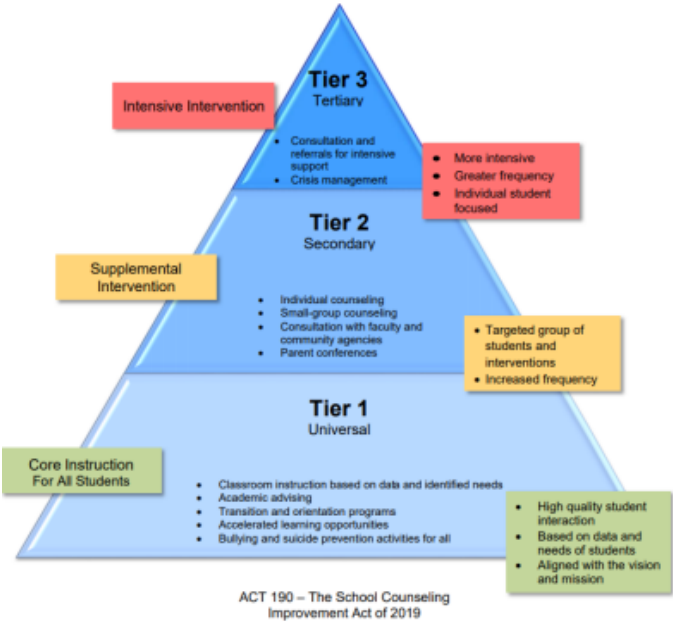 Tier 3
Tertiary
Intensive Intervention
• Consultation and
referrals for intensive
support
• Crisis management
• More intensive
• Greater frequency
• Individual student
focused
Tier 2
Secondary
Supplemental
Intervention
• Individual counseling
• Small-group counseling
• Consultation with faculty and
community agencies
• Parent conferences
• Targeted group of
students and
interventions
• Increased frequency
Tier 1
Universal
Core Instruction
For All Students
• Classroom instruction based on data and identified needs
• Academic advising
• Transition and orientation programs
• Accelerated learning opportunities
• Bullying and suicide prevention activities for all
• High quality student
interaction
• Based on data and
needs of students
• Aligned with the vision
and mission
ACT 190 – The School Counseling
Improvement Act of 2019